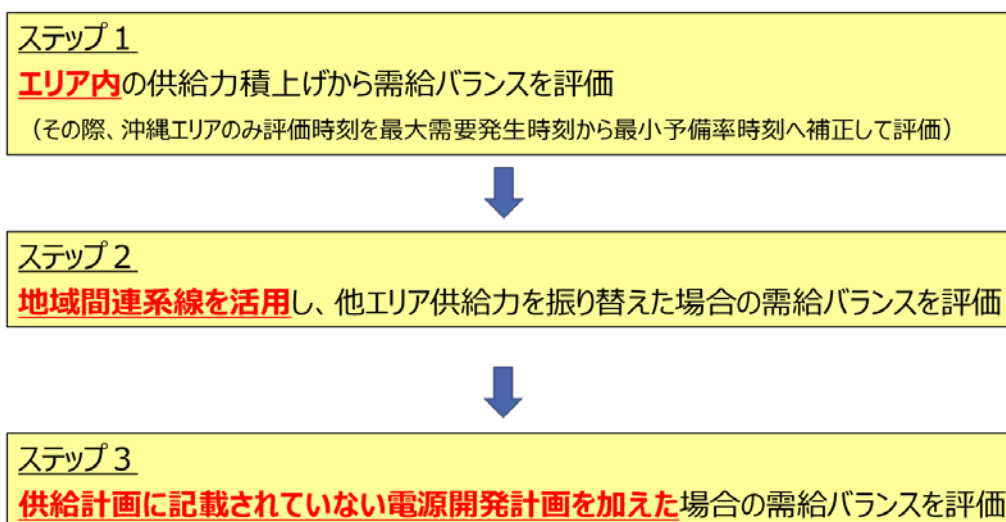 ステップ1
エリア内の供給力積上げから需給バランスを評価
（その際、沖縄エリアのみ評価時刻を最大需要発生時刻から最小予備率時刻へ補正して評価）
ステップ2
地域間連系線を活用し、他エリア供給力を振り替えた場合の需給バランスを評価
ステップ3
供給計画に記載されていない電源開発計画を加えた場合の需給バランスを評価